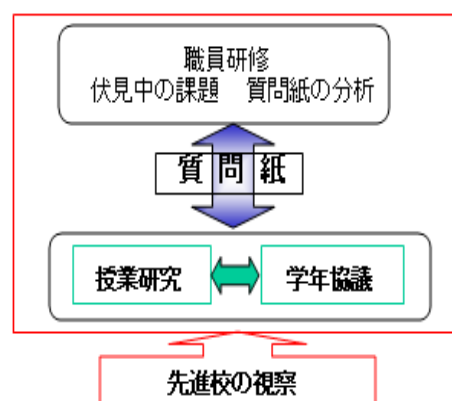 職員研修
伏見中の課題　質問紙の分析
質問紙
授業研究
学年協議
先進校の視察